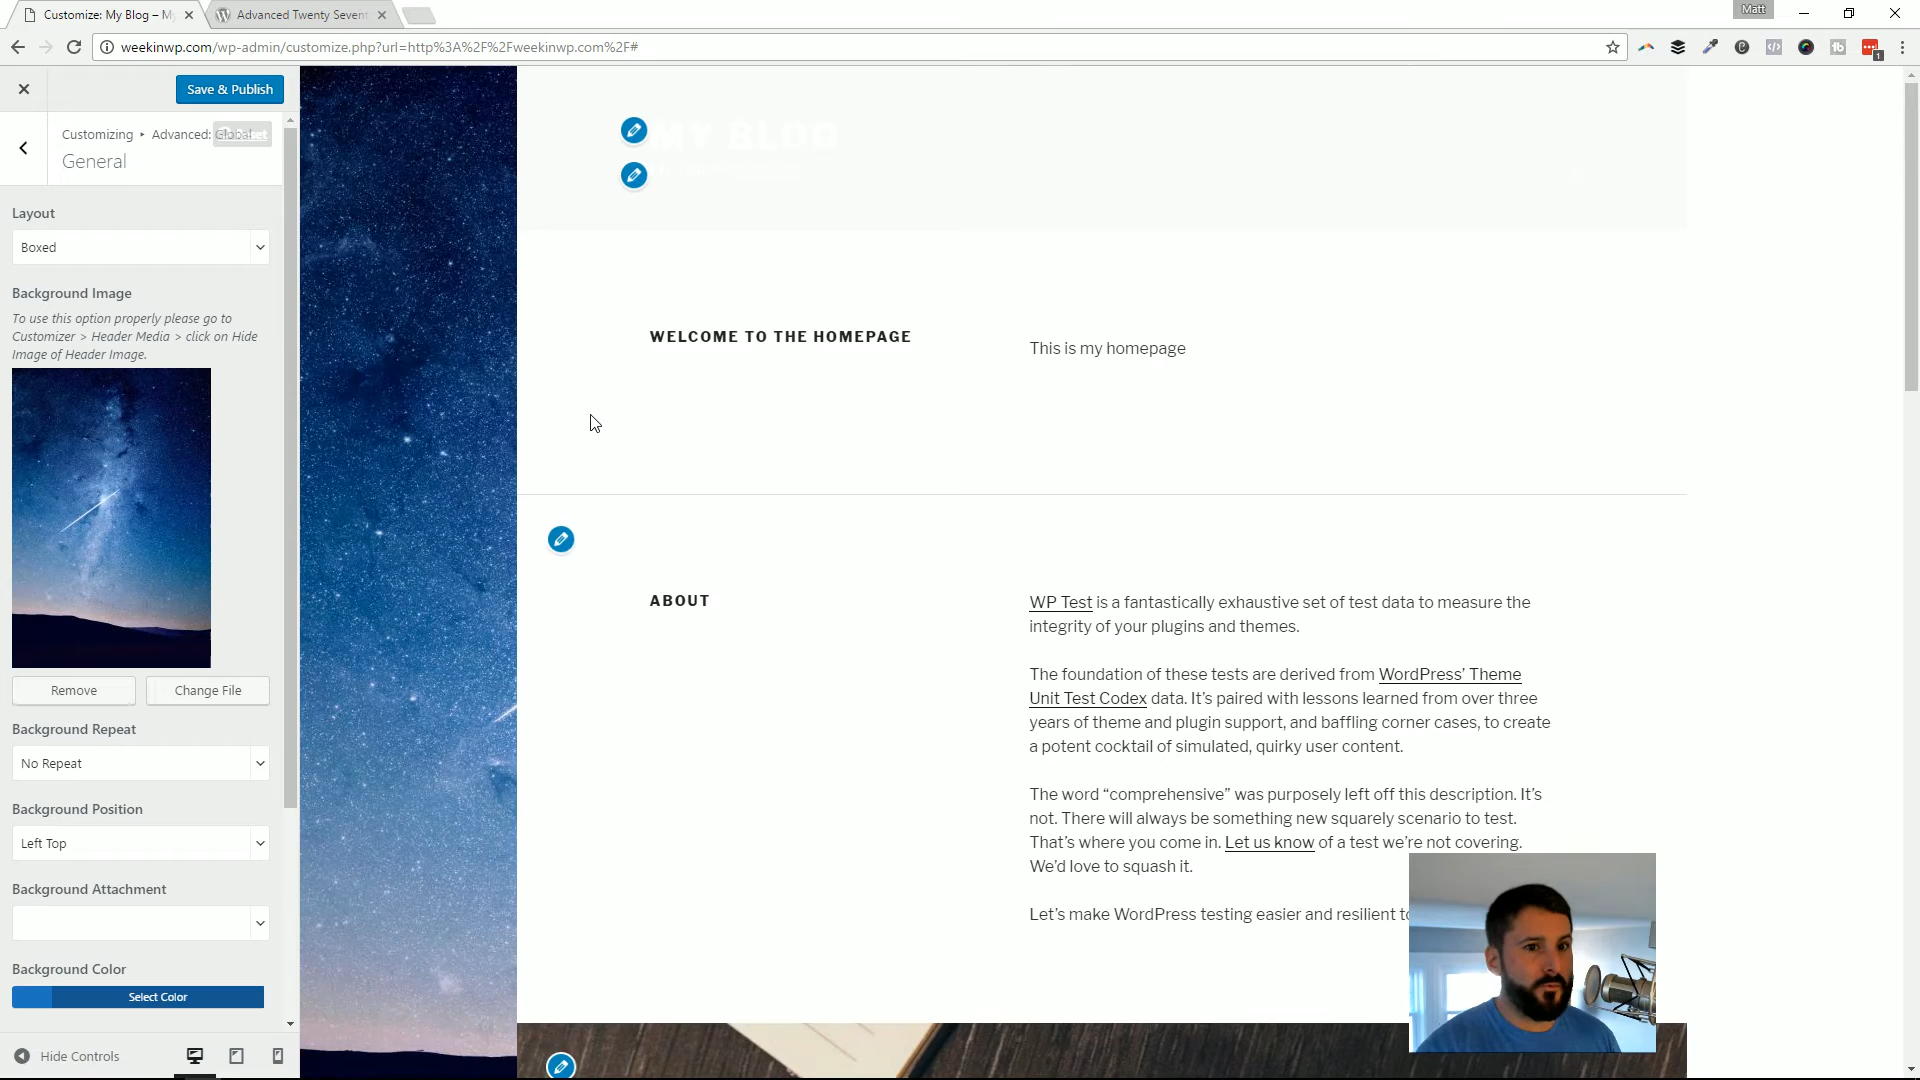 Customize: My Blog – M
Advanced Twenty Sevent
Matt
weekinwp.com/wp-admin/customize.php?url=http%3A%2F%2Fweekinwp.com%2F#
1
Save & Publish
Customizing ▸ Advanced: Global
General
Layout
Boxed
Background Image
To use this option properly please go to
Customizer > Header Media > click on Hide
Image of Header Image.
Remove
Change File
Background Repeat
No Repeat
Background Position
Left Top
Background Attachment
Background Color
Select Color
Hide Controls
MY BLOG
WELCOME TO THE HOMEPAGE
This is my homepage
ABOUT
WP Test is a fantastically exhaustive set of test data to measure the
integrity of your plugins and themes.
The foundation of these tests are derived from WordPress’ Theme
Unit Test Codex data. It’s paired with lessons learned from over three
years of theme and plugin support, and baffling corner cases, to create
a potent cocktail of simulated, quirky user content.
The word “comprehensive” was purposely left off this description. It’s
not. There will always be something new squarely scenario to test.
That’s where you come in. Let us know of a test we’re not covering.
We’d love to squash it.
Let’s make WordPress testing easier and resilient